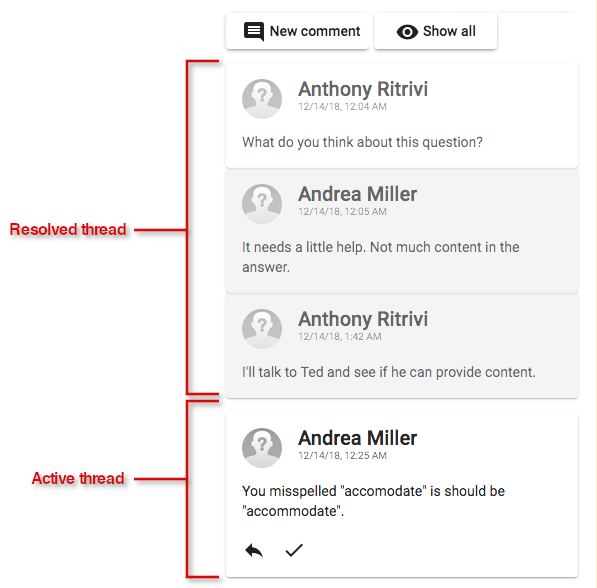 New comment
Show all
Anthony Ritrivi
12/14/18, 12:04 AM
What do you think about this question?
Andrea Miller
12/14/18, 12:05 AM
Resolved thread
It needs a little help. Not much content in the
answer.
Anthony Ritrivi
12/14/18, 1:42 AM
I'll talk to Ted and see if he can provide content.
Andrea Miller
12/14/18, 12:25 AM
Active thread
You misspelled "accomodate" is should be
"accommodate".